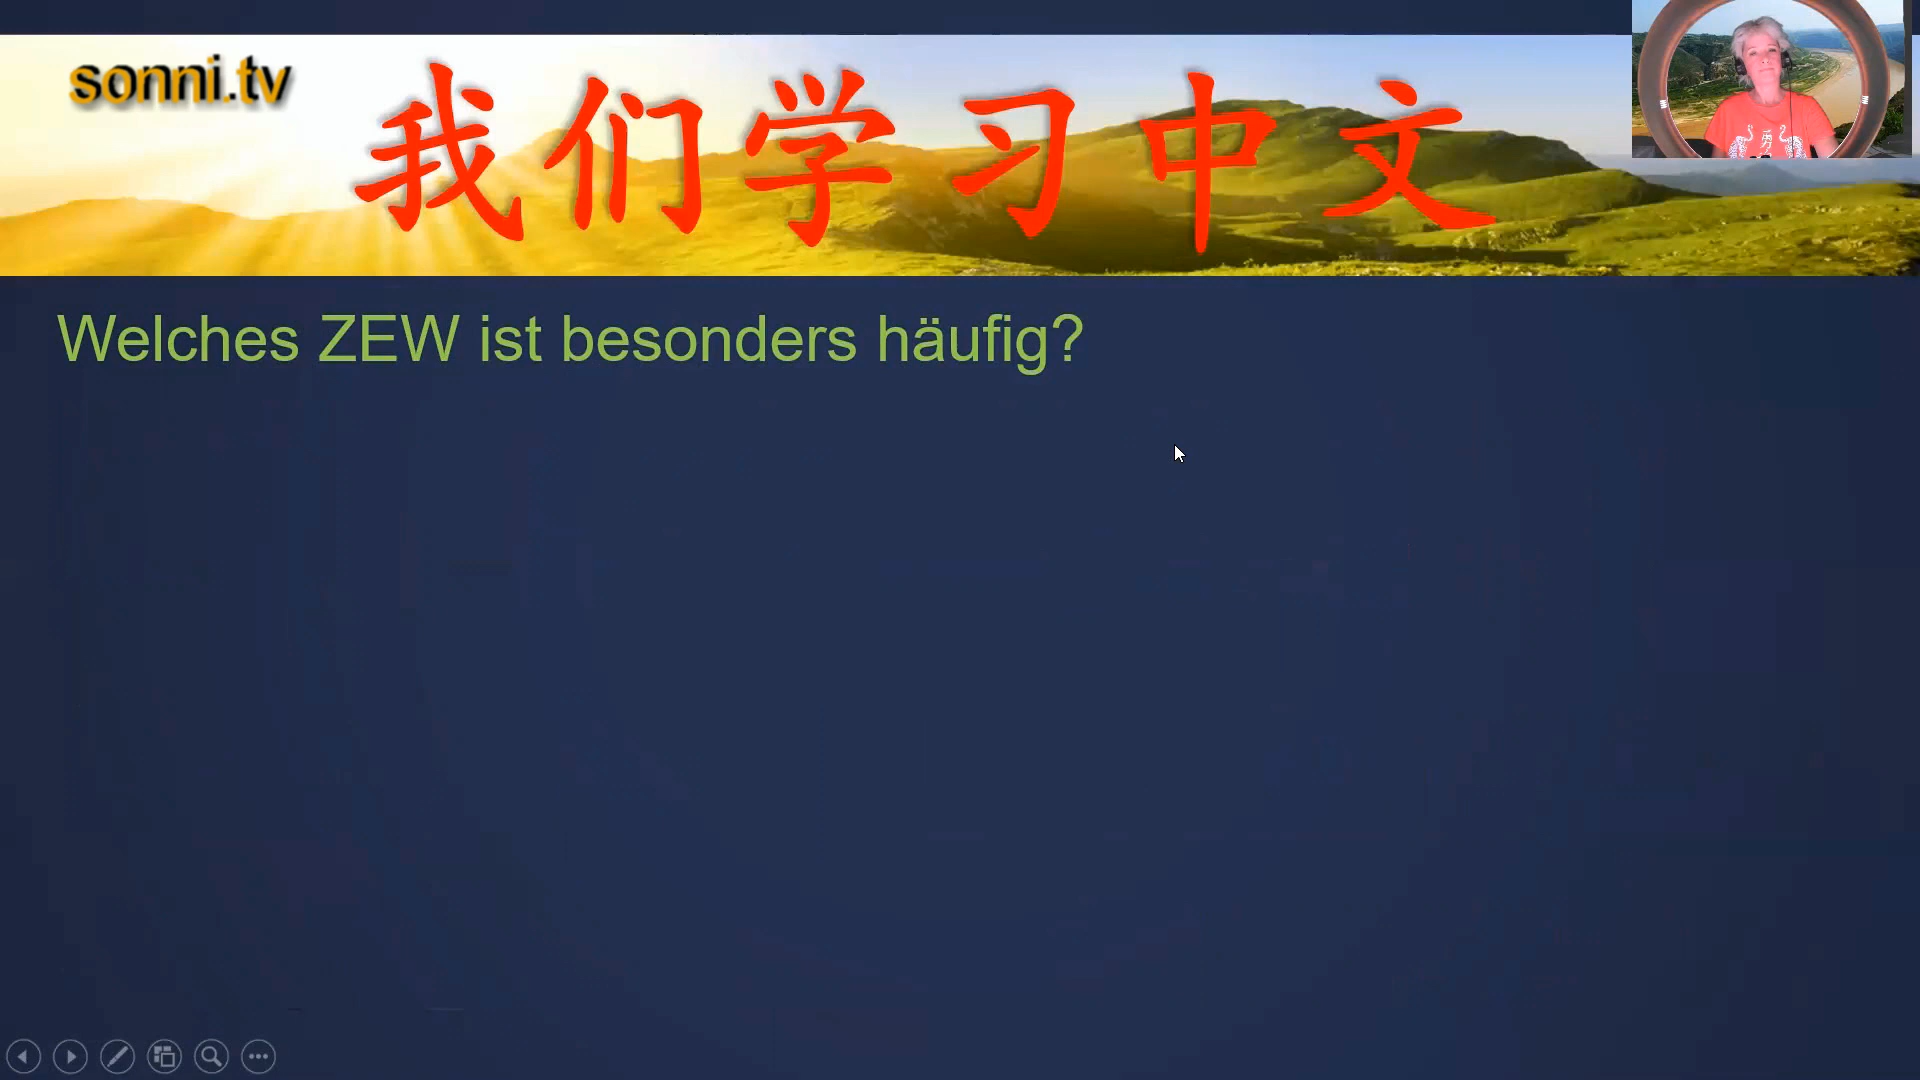 sonni.tv
我们学习中文
Welches ZEW ist besonders häufig?